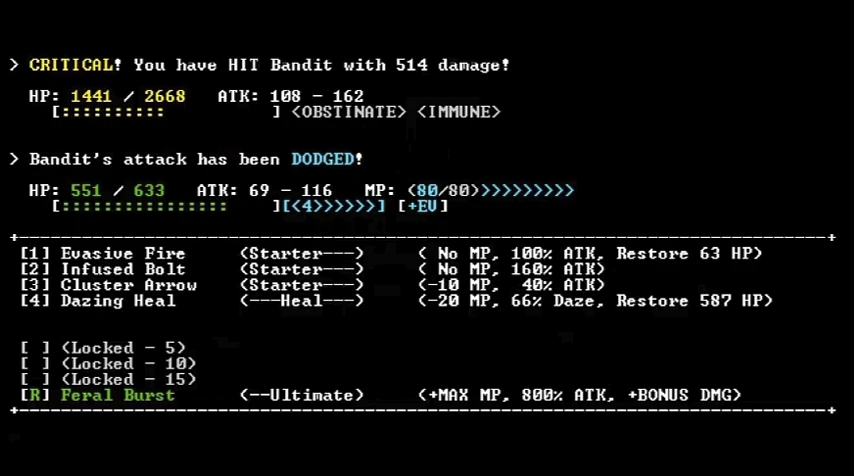 > CRITICAL! You have HIT Bandit with 514 damage!
HP: 1441 / 2668 ATK: 108 - 162
[:::::::::: ] <OBSTINATE> <IMMUNE>
> Bandit's attack has been DODGED!
HP: 551 / 633 ATK: 69 - 116 MP: (80/80)>>>>>>>>>>
[:::::::::::::::: ][<4>>>>>>] [+EV]
[1] Evasive Fire (Starter---) ( No MP, 100% ATK, Restore 63 HP)
[2] Infused Bolt (Starter---) ( No MP, 160% ATK)
[3] Cluster Arrow (Starter---) (-10 MP, 40% ATK)
[4] Dazing Heal (---Heal---) (-20 MP, 66% Daze, Restore 587 HP)
[ ] (Locked - 5)
[ ] (Locked - 10)
[ ] (Locked - 15)
[R] Feral Burst (--Ultimate) (+MAX MP, 800% ATK, +BONUS DMG)